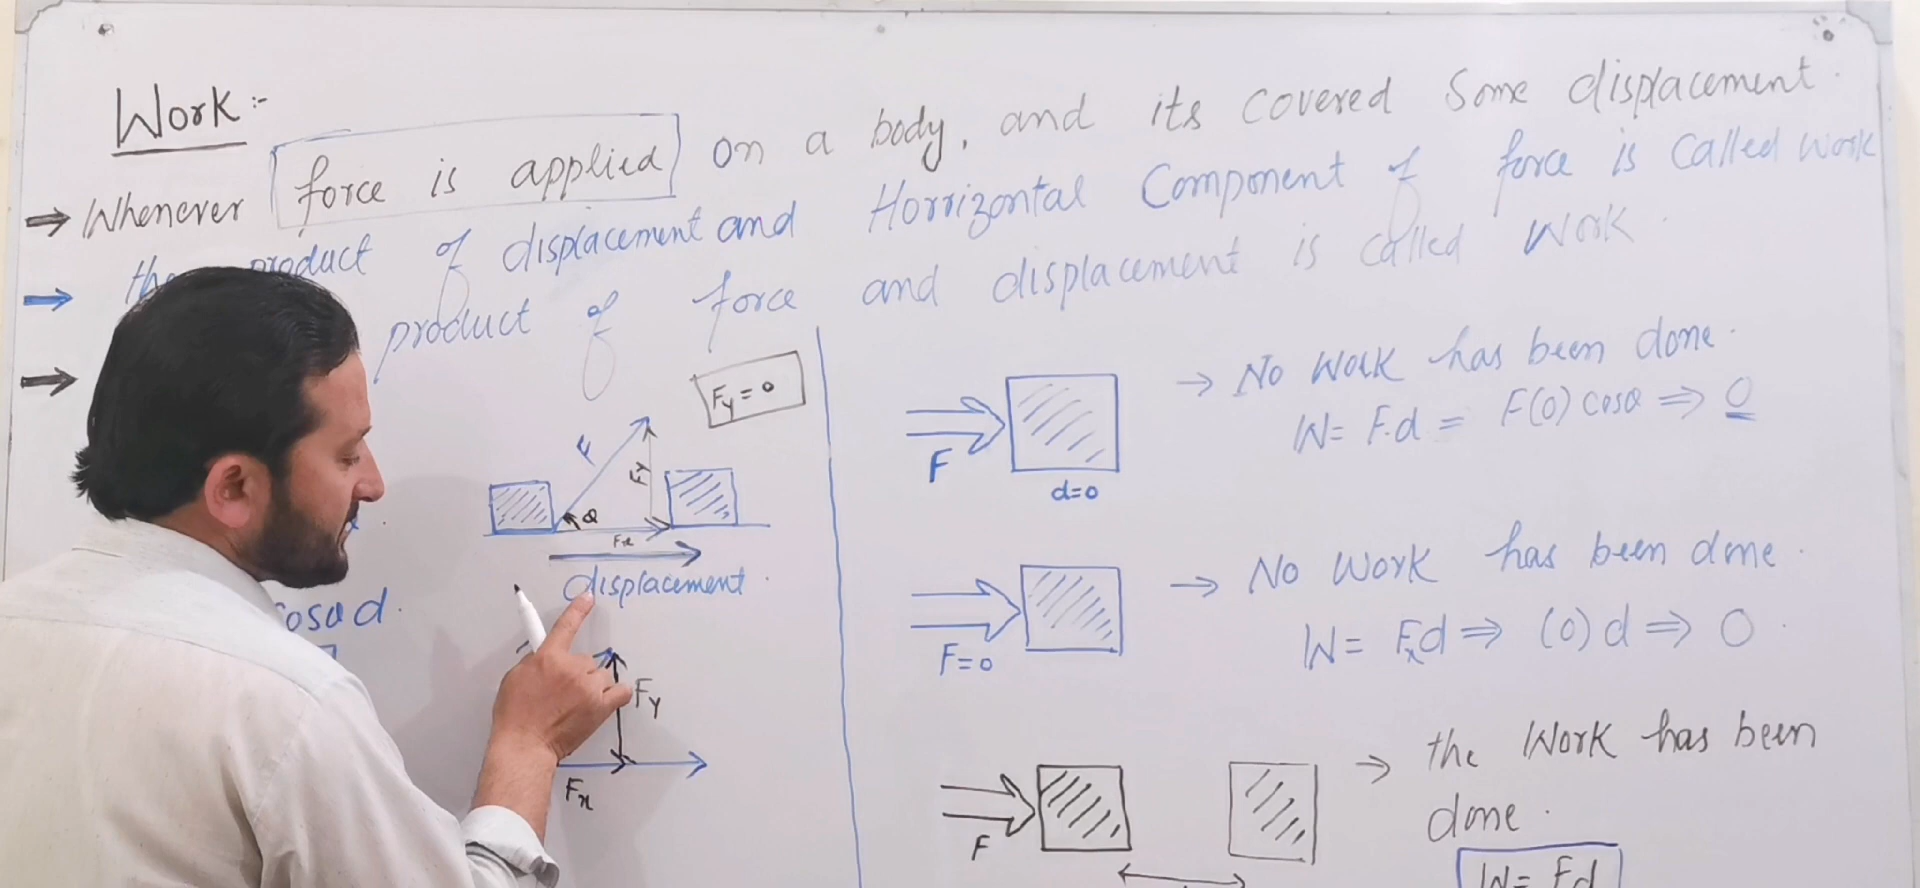 Work:-
Whenever force is applied on a body, and its covered Some displacement.
the product of displacement and Horrizontal Component of force is Called Work
product of force and displacement is called Work.
Fy = 0
F
Fy
θ
Fx
displacement.
cosθ d.
Fy
Fx
F
d=0
→ No Work has been done.
W = F.d = F(0) cosθ ⇒ 0
F=0
→ No Work has been done.
W = Fxd ⇒ (0) d ⇒ 0.
F
→ the Work has been
done.
W = Fd